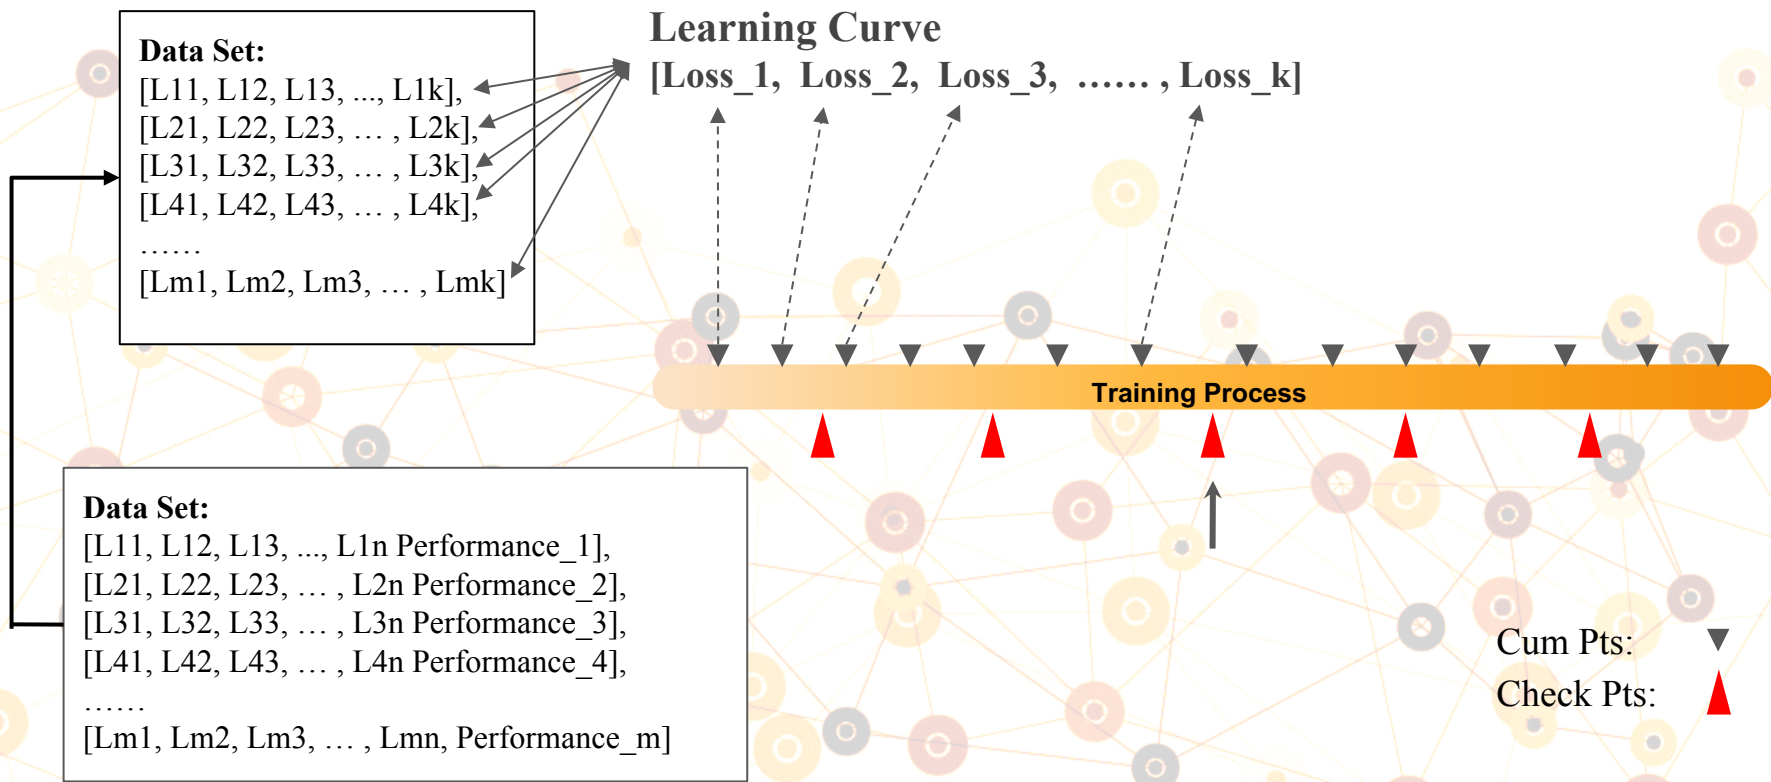 Data Set:
[L11, L12, L13, ..., L1k],
[L21, L22, L23, … , L2k],
[L31, L32, L33, … , L3k],
[L41, L42, L43, … , L4k],
……
[Lm1, Lm2, Lm3, … , Lmk]
Learning Curve
[Loss_1, Loss_2, Loss_3, …… , Loss_k]
Training Process
Data Set:
[L11, L12, L13, ..., L1n Performance_1],
[L21, L22, L23, … , L2n Performance_2],
[L31, L32, L33, … , L3n Performance_3],
[L41, L42, L43, … , L4n Performance_4],
……
[Lm1, Lm2, Lm3, … , Lmn, Performance_m]
Cum Pts:
Check Pts: